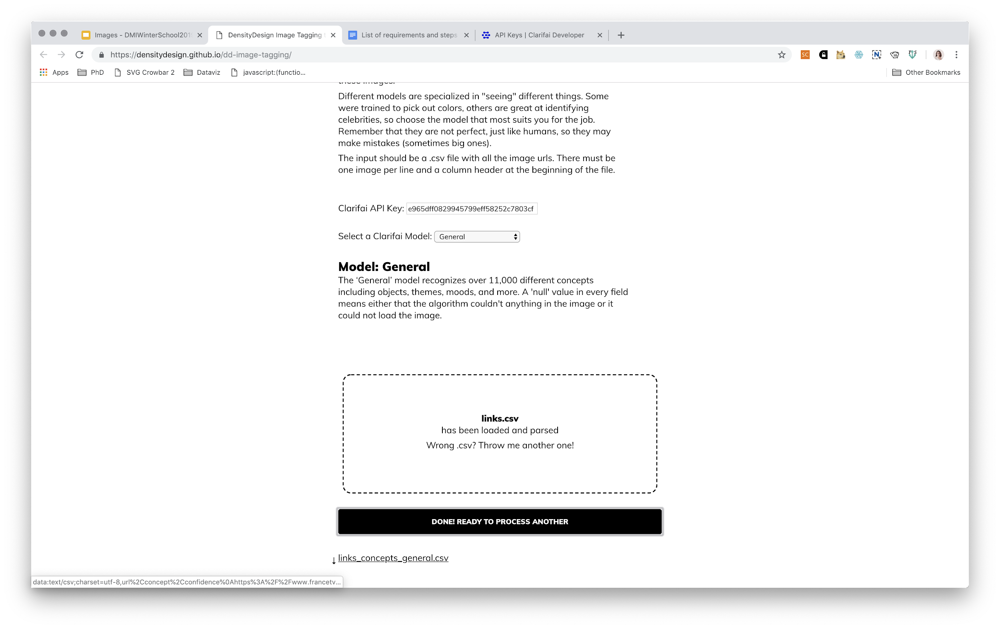 Images - DMIWinterSchool201
DensityDesign Image Tagging
List of requirements and steps
API Keys | Clarifai Developer
https://densitydesign.github.io/dd-image-tagging/
SC
N
Apps
PhD
SVG Crowbar 2
Dataviz
javascript:(functio...
Other Bookmarks
these images.
Different models are specialized in "seeing" different things. Some
were trained to pick out colors, others are great at identifying
celebrities, so choose the model that most suits you for the job.
Remember that they are not perfect, just like humans, so they may
make mistakes (sometimes big ones).
The input should be a .csv file with all the image urls. There must be
one image per line and a column header at the beginning of the file.
Clarifai API Key: e965dff0829945799eff58252c7803cf
Select a Clarifai Model: General
Model: General
The ‘General’ model recognizes over 11,000 different concepts
including objects, themes, moods, and more. A 'null' value in every field
means either that the algorithm couldn't anything in the image or it
could not load the image.
links.csv
has been loaded and parsed
Wrong .csv? Throw me another one!
DONE! READY TO PROCESS ANOTHER
↓ links_concepts_general.csv
data:text/csv;charset=utf-8,url%2Cconcept%2Cconfidence%0Ahttps%3A%2F%2Fwww.francetv...